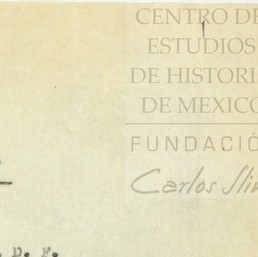 CENTRO DE
ESTUDIOS
DE HISTORI
DE MEXICO
FUNDACIÓ
Carlos Sli
D. F.